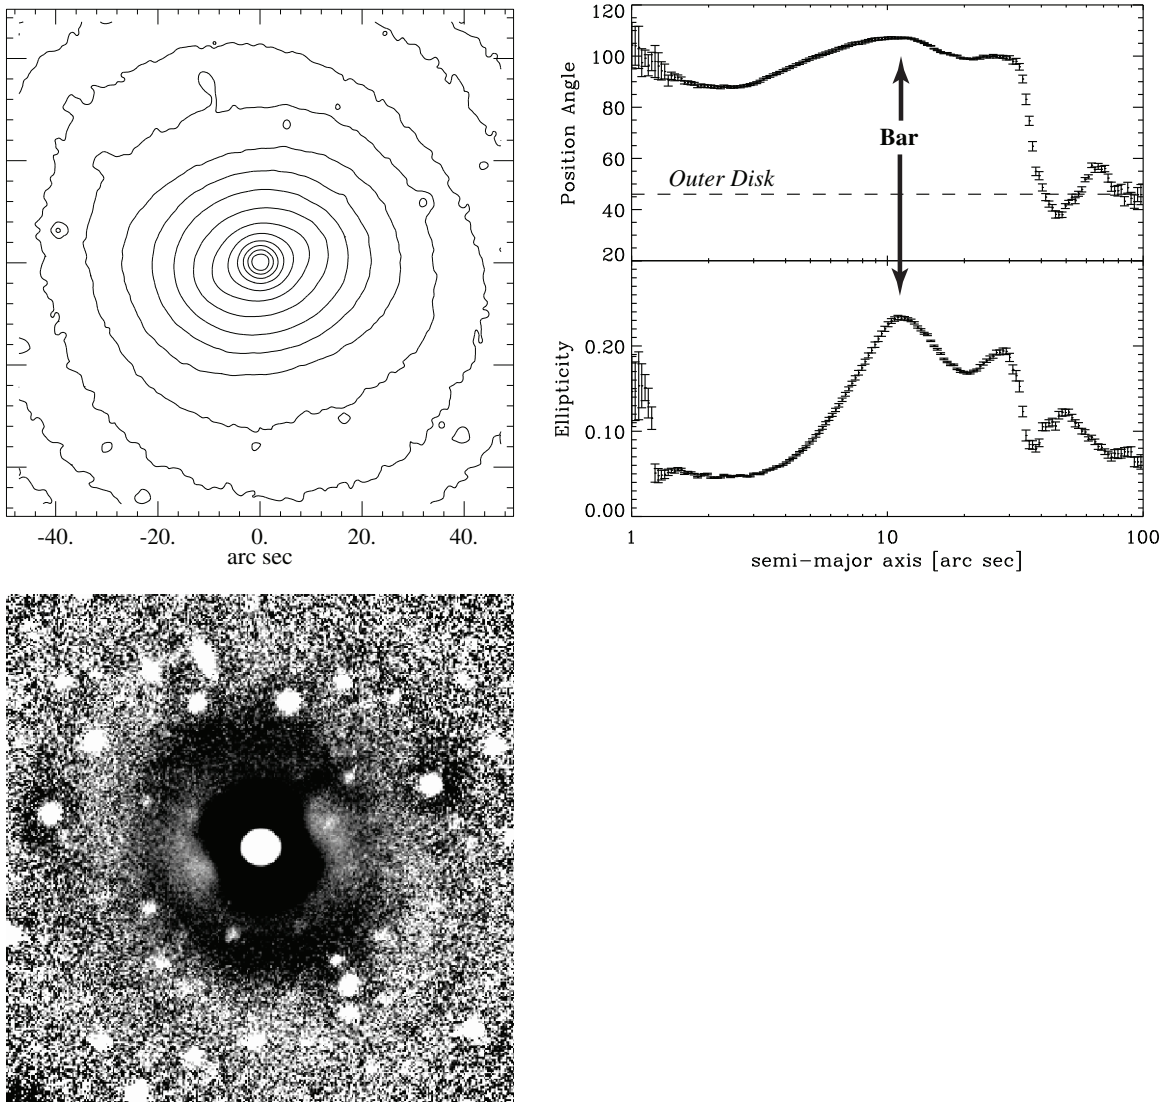 -40. -20. 0. 20. 40.
arc sec
120
100
80
60
40
20
Position Angle
Bar
Outer Disk
0.20
0.10
0.00
Ellipticity
1 10 100
semi-major axis [arc sec]